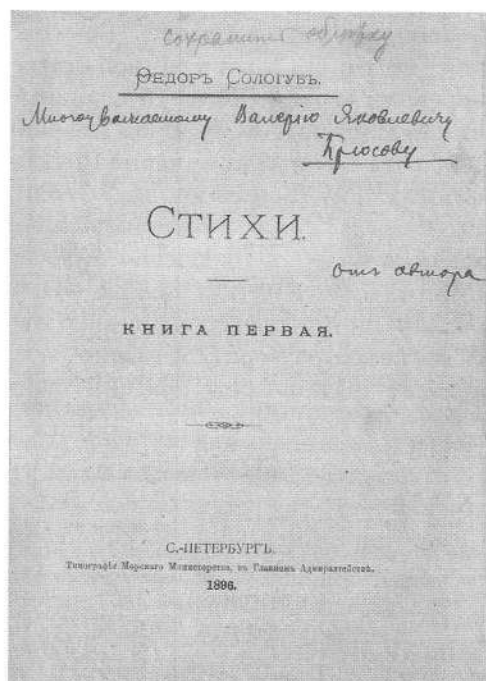 сохранить обложку
Ѳедоръ Сологубъ.
Многоуважаемому Валерію Яковлевичу
Брюсову
Стихи.
отъ автора
КНИГА ПЕРВАЯ.
С.-ПЕТЕРБУРГЪ.
Типографія Морскаго Министерства, въ Главномъ Адмиралтействѣ.
1896.